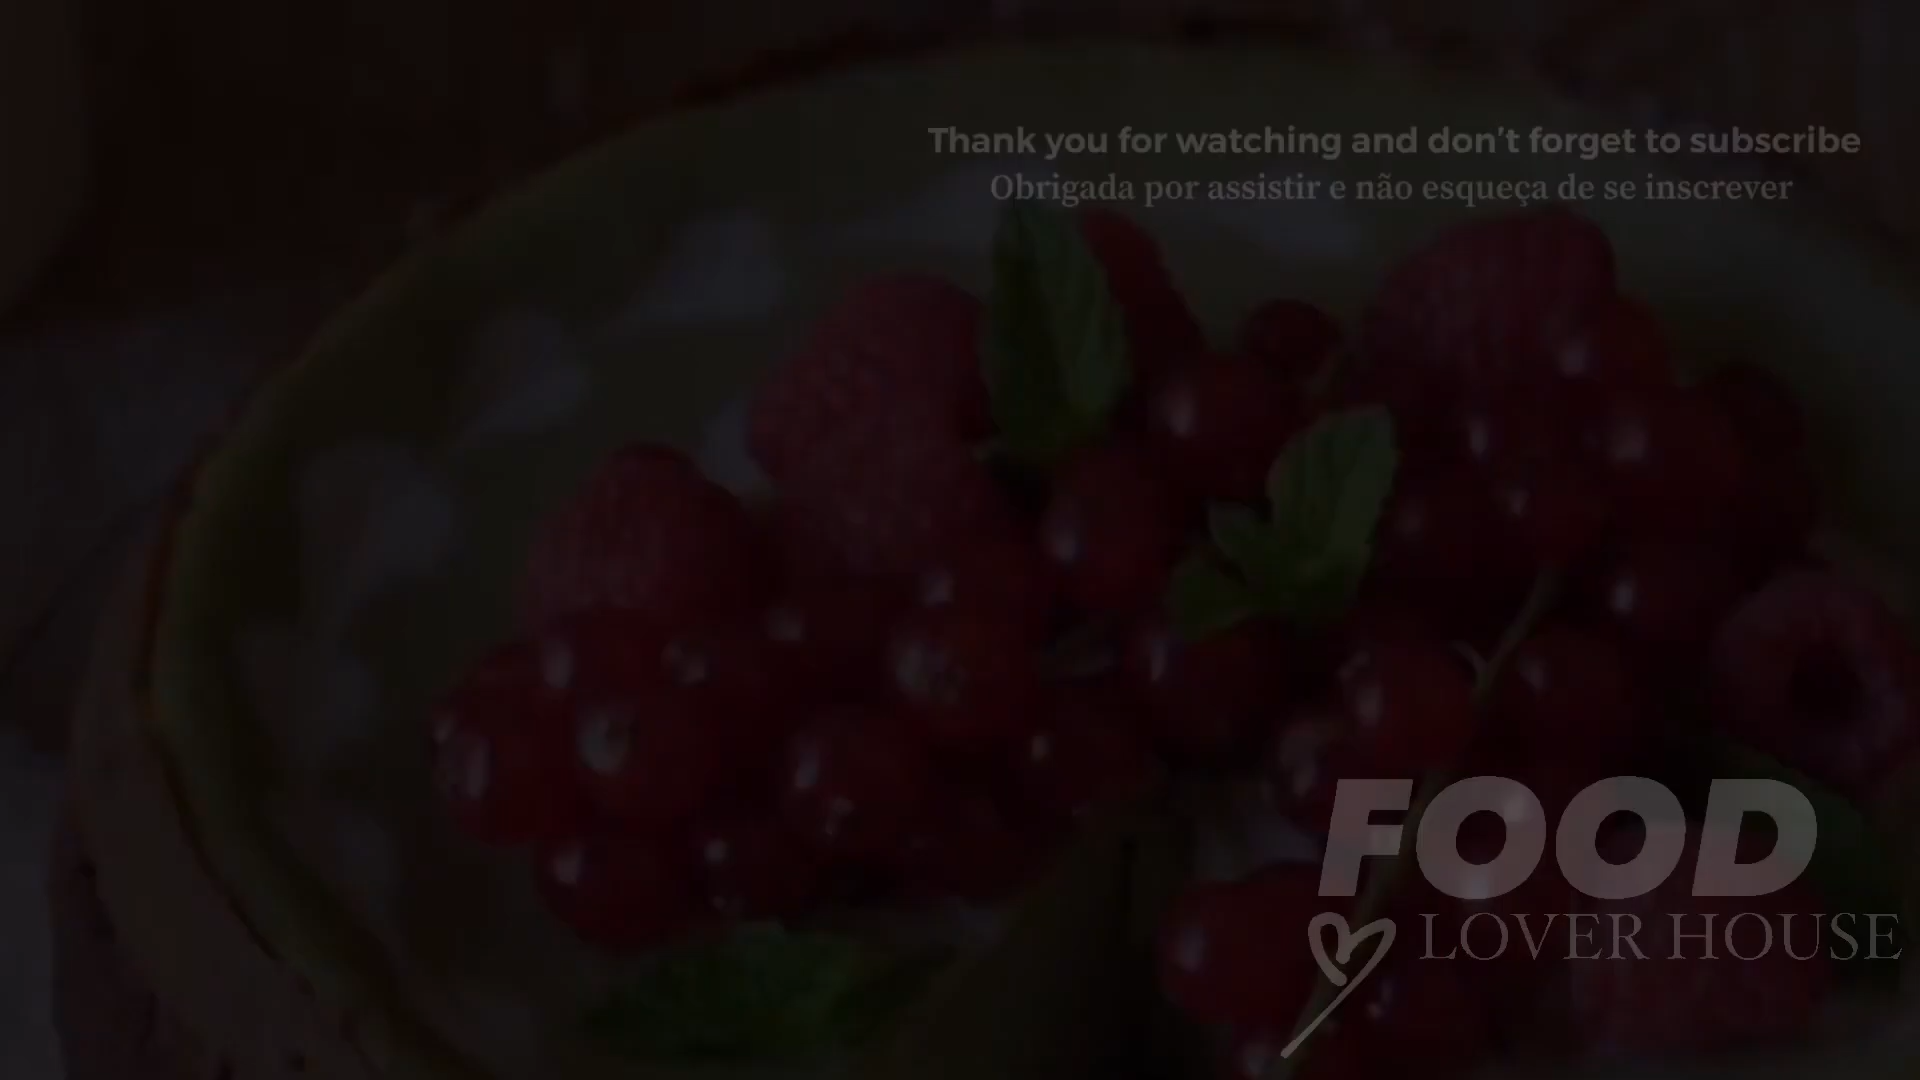 Thank you for watching and don't forget to subscribe
Obrigada por assistir e não esqueça de se inscrever
FOOD
LOVER HOUSE